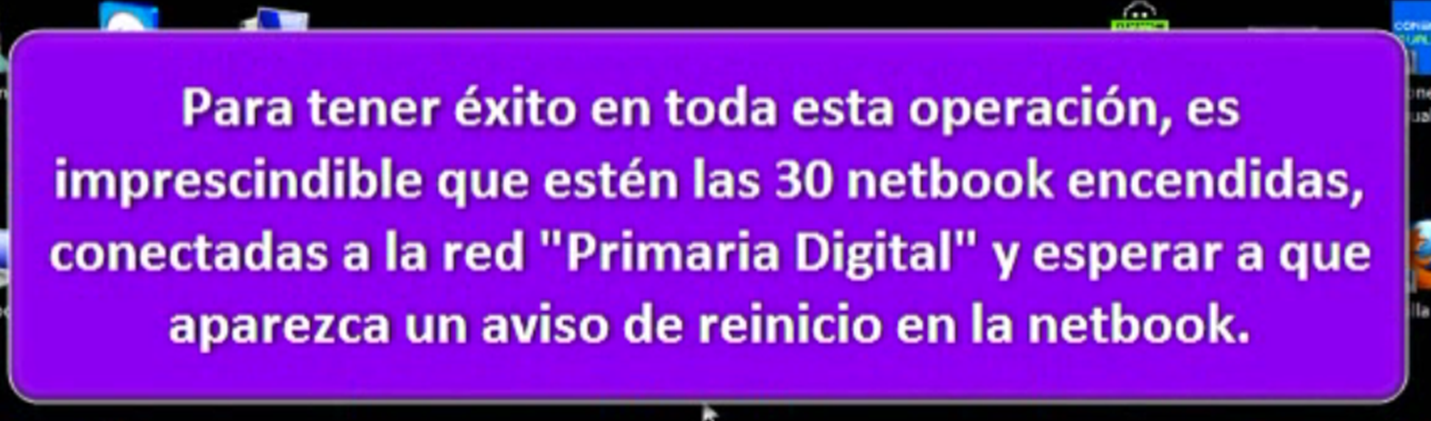 Para tener éxito en toda esta operación, es
imprescindible que estén las 30 netbook encendidas,
conectadas a la red "Primaria Digital" y esperar a que
aparezca un aviso de reinicio en la netbook.